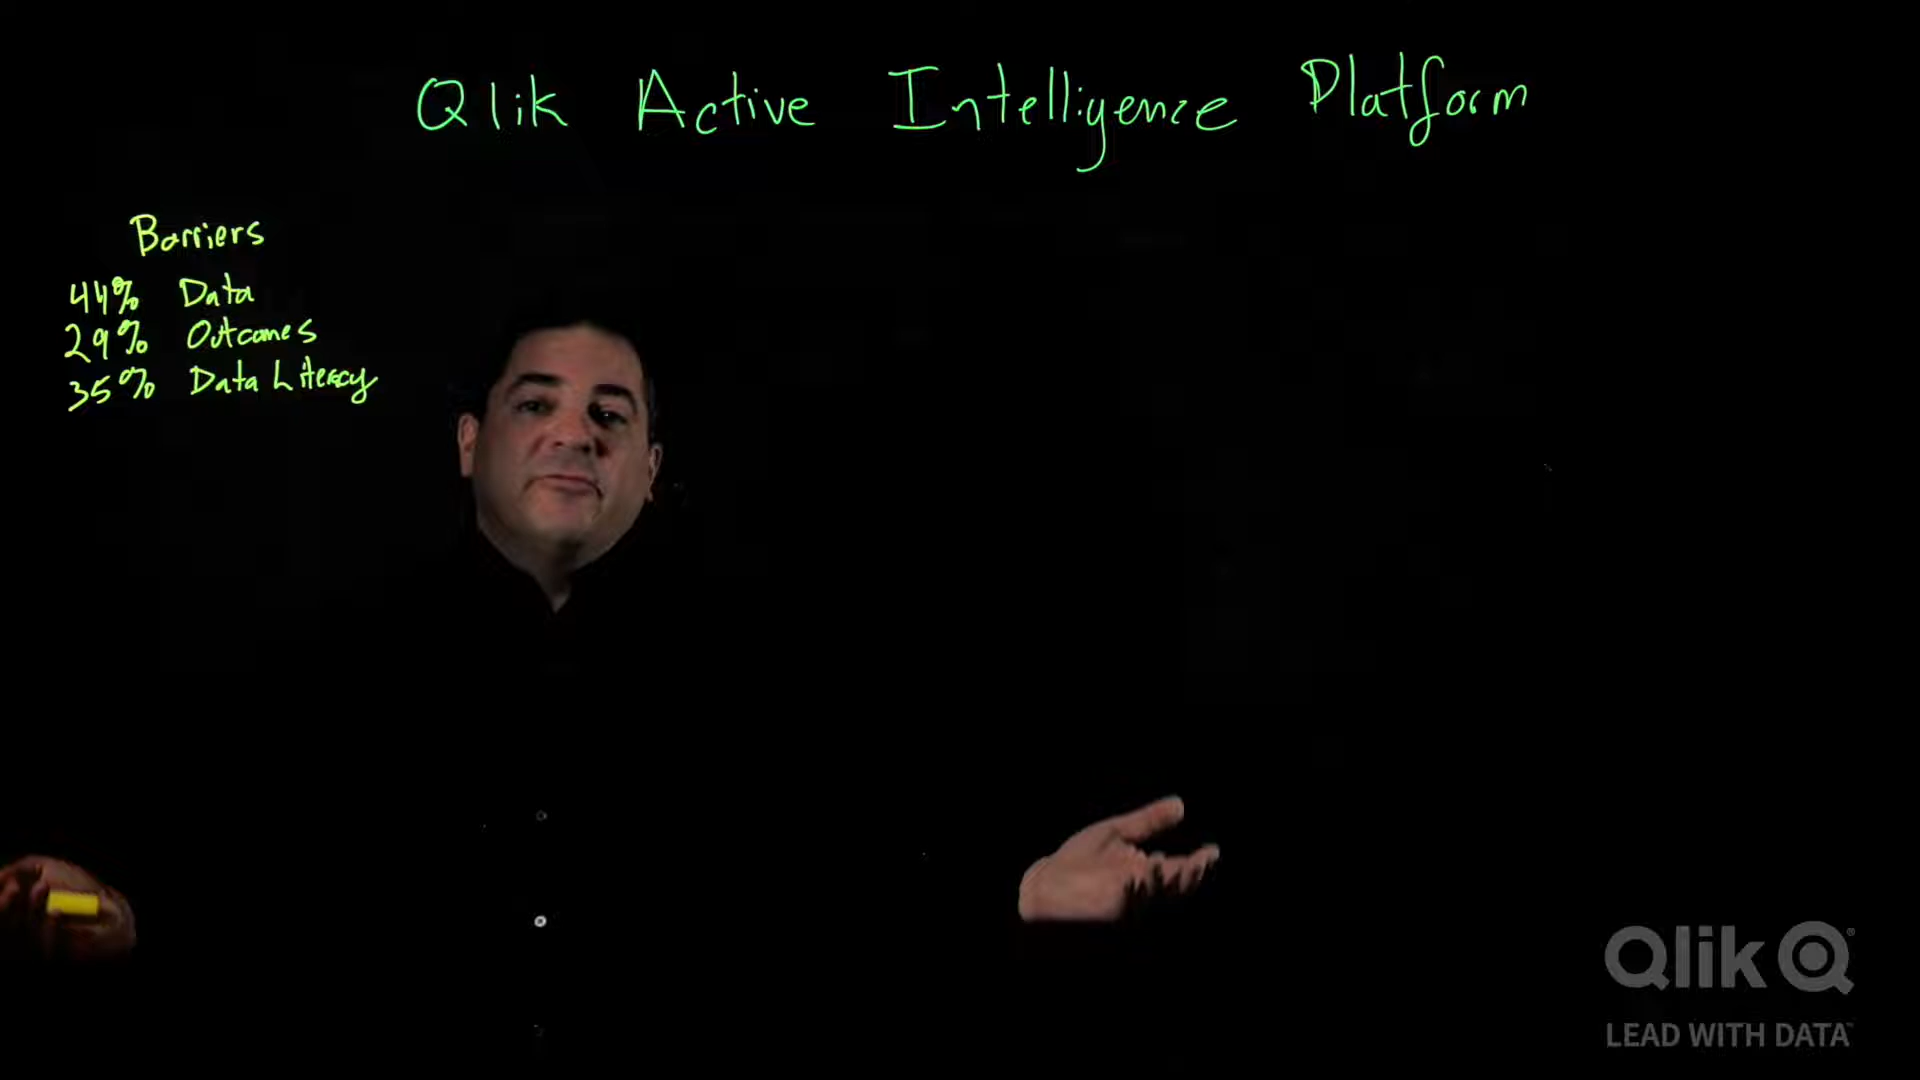 Qlik Active Intelligence Platform
Barriers
44% Data
29% Outcomes
35% Data Literacy
Qlik
LEAD WITH DATA